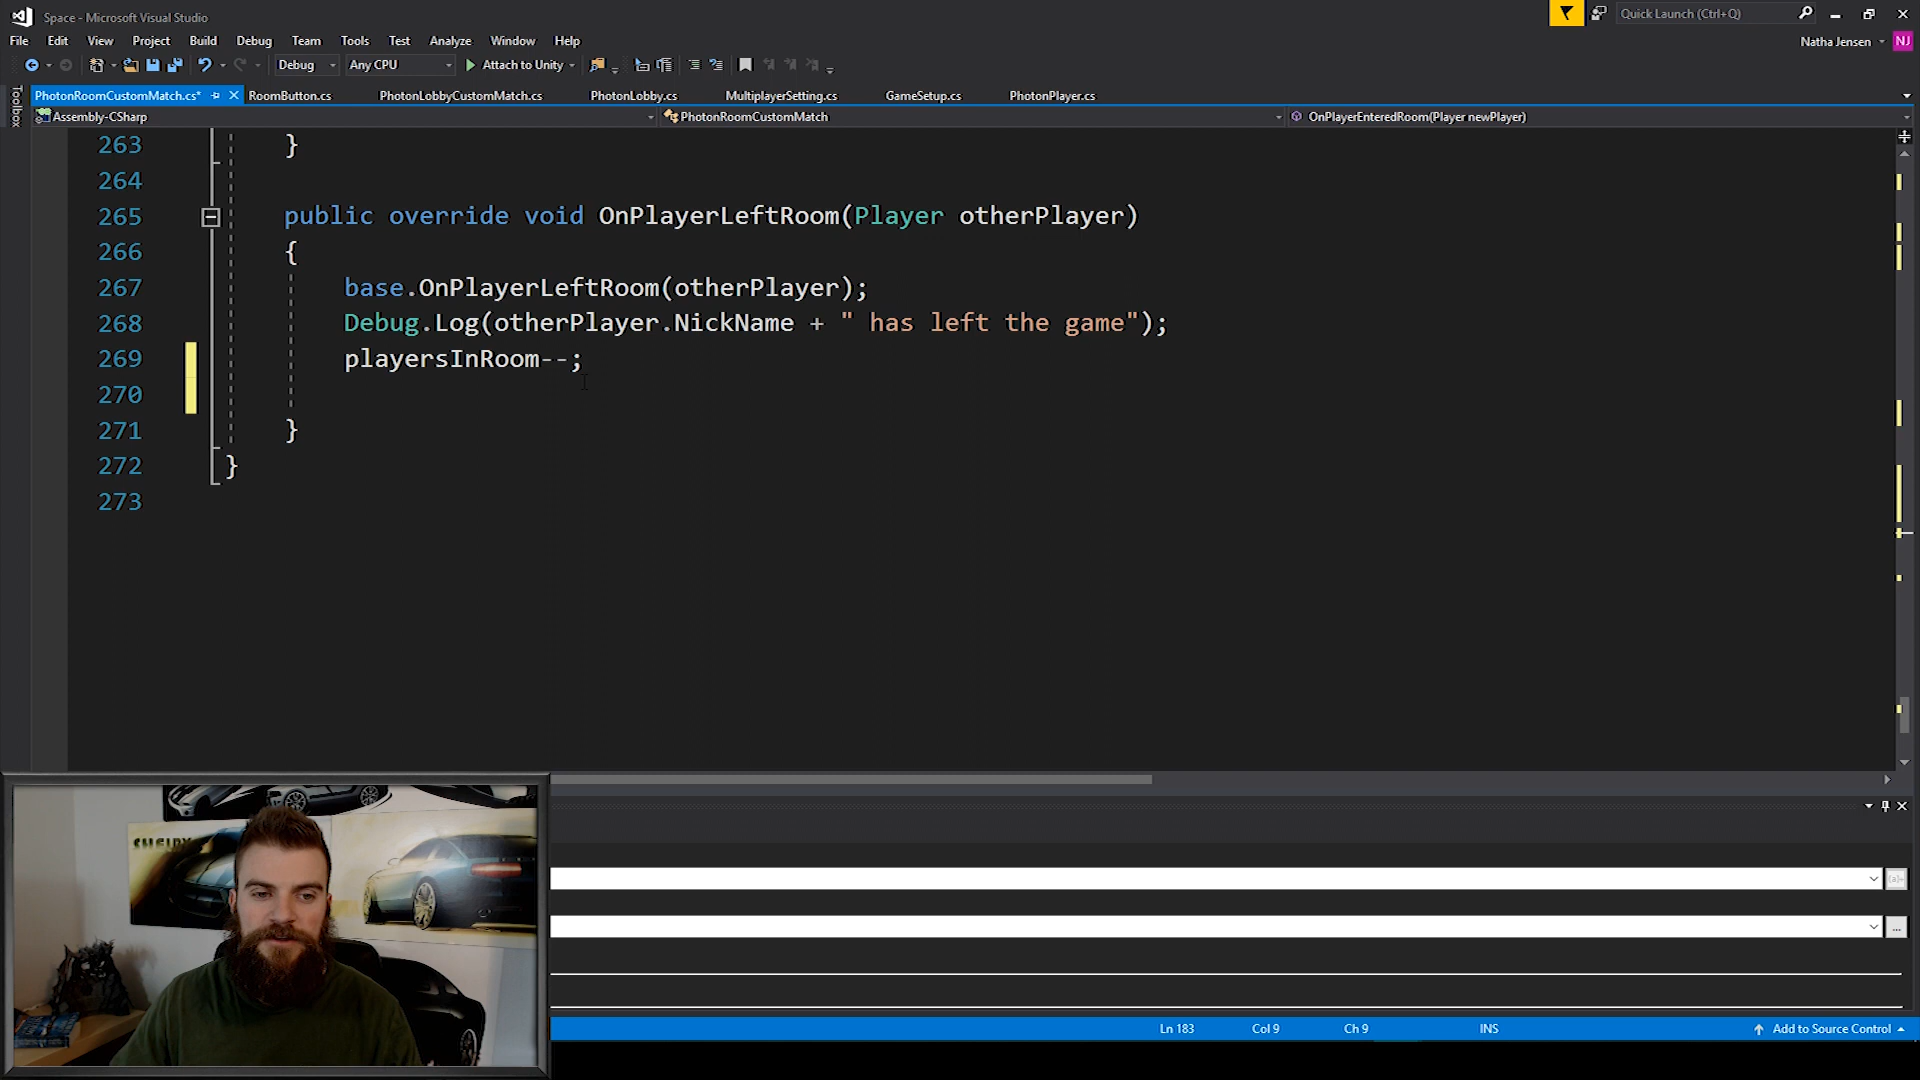 Space - Microsoft Visual Studio
Quick Launch (Ctrl+Q)
File Edit View Project Build Debug Team Tools Test Analyze Window Help
Natha Jensen NJ
Debug Any CPU Attach to Unity
Toolbox
PhotonRoomCustomMatch.cs* RoomButton.cs PhotonLobbyCustomMatch.cs PhotonLobby.cs MultiplayerSetting.cs GameSetup.cs PhotonPlayer.cs
Assembly-CSharp PhotonRoomCustomMatch OnPlayerEnteredRoom(Player newPlayer)
263 }
264
265 public override void OnPlayerLeftRoom(Player otherPlayer)
266 {
267 base.OnPlayerLeftRoom(otherPlayer);
268 Debug.Log(otherPlayer.NickName + " has left the game");
269 playersInRoom--;
270
271 }
272 }
273
SHELBY
...
Ln 183 Col 9 Ch 9 INS Add to Source Control